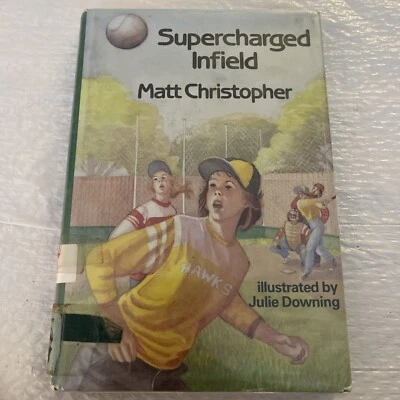 Supercharged
Infield
Matt Christopher
HAWKS
illustrated by
Julie Downing